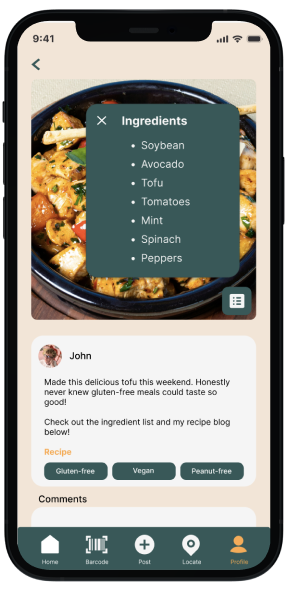 9:41
Ingredients
Soybean
Avocado
Tofu
Tomatoes
Mint
Spinach
Peppers
John
Made this delicious tofu this weekend. Honestly
never knew gluten-free meals could taste so
good!
Check out the ingredient list and my recipe blog
below!
Recipe
Gluten-free Vegan Peanut-free
Comments
Home Barcode Post Locate Profile